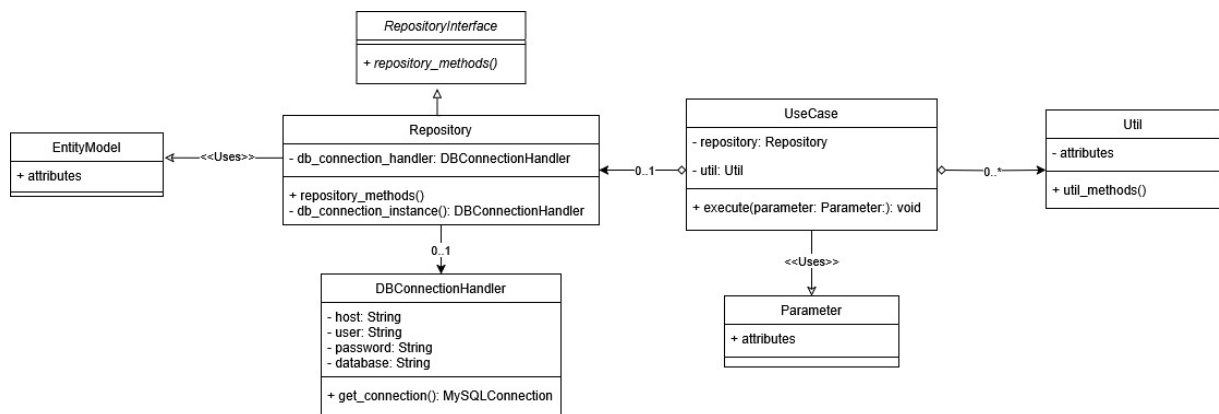 RepositoryInterface
+ repository_methods()
Repository
- db_connection_handler: DBConnectionHandler
+ repository_methods()
- db_connection_instance(): DBConnectionHandler
EntityModel
+ attributes
<<Uses>>
0..1
UseCase
- repository: Repository
- util: Util
+ execute(parameter: Parameter:): void
0..*
Util
- attributes
+ util_methods()
0..1
DBConnectionHandler
- host: String
- user: String
- password: String
- database: String
+ get_connection(): MySQLConnection
<<Uses>>
Parameter
+ attributes